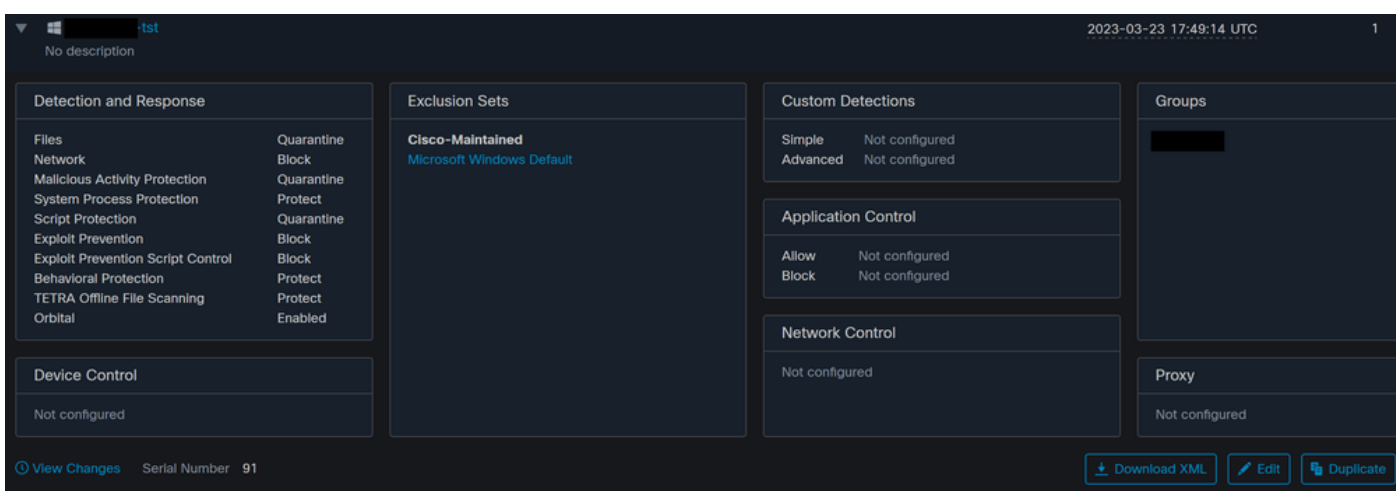 -tst 2023-03-23 17:49:14 UTC 1
No description
Detection and Response
Files Quarantine
Network Block
Malicious Activity Protection Quarantine
System Process Protection Protect
Script Protection Quarantine
Exploit Prevention Block
Exploit Prevention Script Control Block
Behavioral Protection Protect
TETRA Offline File Scanning Protect
Orbital Enabled
Device Control
Not configured
Exclusion Sets
Cisco-Maintained
Microsoft Windows Default
Custom Detections
Simple Not configured
Advanced Not configured
Application Control
Allow Not configured
Block Not configured
Network Control
Not configured
Groups
Proxy
Not configured
View Changes Serial Number 91
Download XML Edit Duplicate